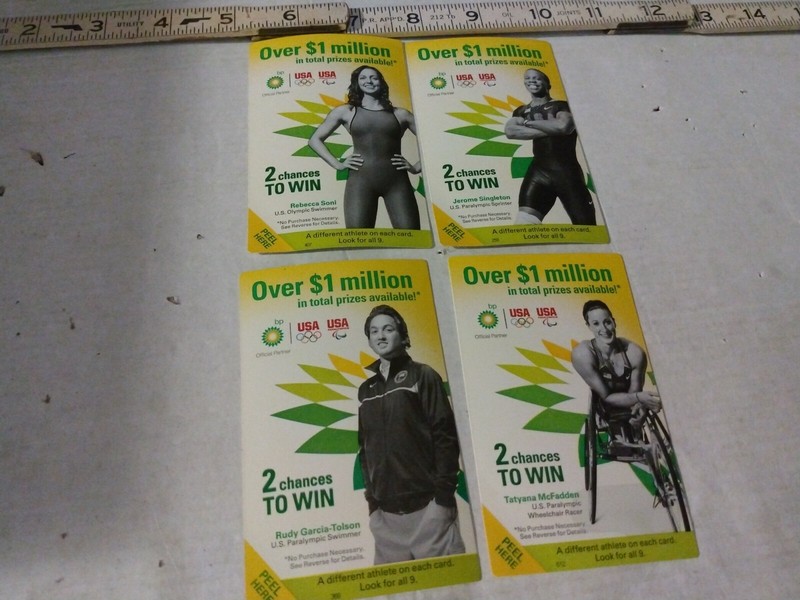 2 3 4 5 6 7 8 9 10 11 12 13 14
Over $1 million
in total prizes available!*
bp
USA USA
Official Partner
2 chances
TO WIN
Rebecca Soni
U.S. Olympic Swimmer
*No Purchase Necessary.
See Reverse for Details.
PEEL
HERE
A different athlete on each card.
Look for all 9.
Over $1 million
in total prizes available!*
bp
USA USA
Official Partner
2 chances
TO WIN
Jerome Singleton
U.S. Paralympic Sprinter
*No Purchase Necessary.
See Reverse for Details.
PEEL
HERE
A different athlete on each card.
Look for all 9.
Over $1 million
in total prizes available!*
bp
USA USA
Official Partner
2 chances
TO WIN
Rudy Garcia-Tolson
U.S. Paralympic Swimmer
*No Purchase Necessary.
See Reverse for Details.
PEEL
HERE
A different athlete on each card.
Look for all 9.
Over $1 million
in total prizes available!*
bp
USA USA
Official Partner
2 chances
TO WIN
Tatyana McFadden
U.S. Paralympic
Wheelchair Racer
*No Purchase Necessary.
See Reverse for Details.
PEEL
HERE
A different athlete on each card.
Look for all 9.